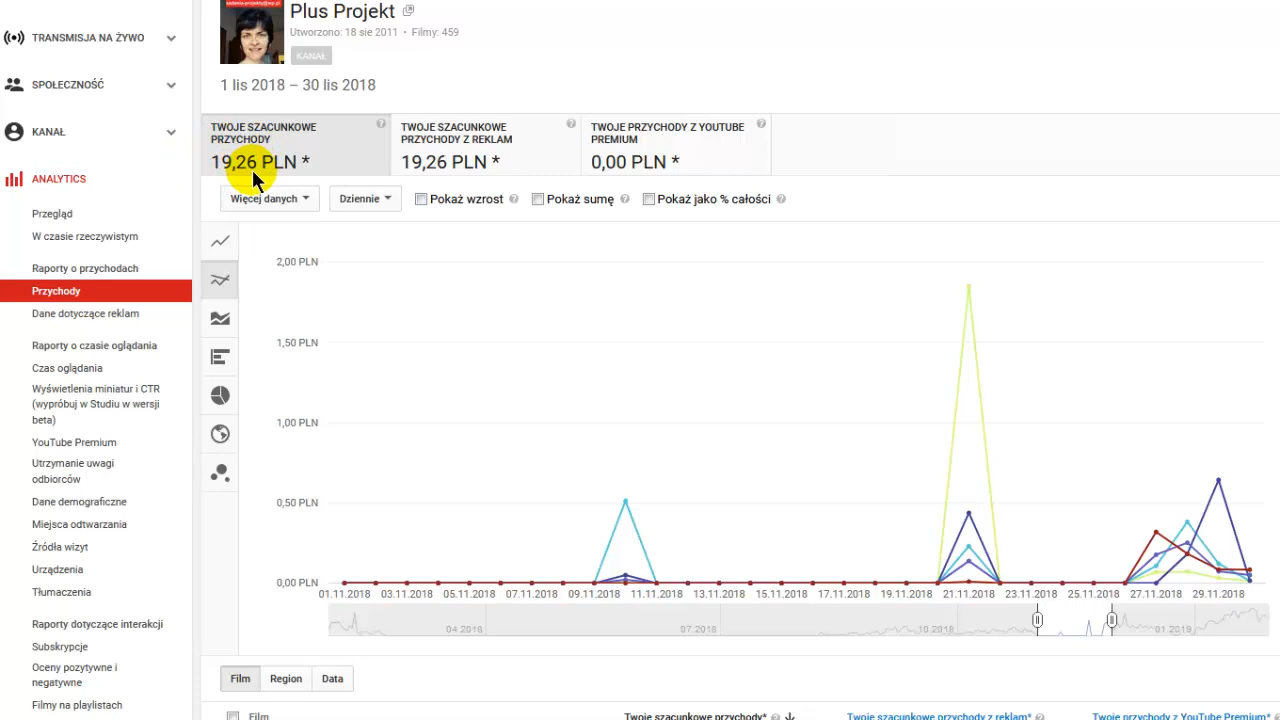 Plus Projekt
Utworzono: 18 sie 2011 • Filmy: 459
KANAŁ
1 lis 2018 – 30 lis 2018
TRANSMISJA NA ŻYWO
SPOŁECZNOŚĆ
KANAŁ
ANALYTICS
Przegląd
W czasie rzeczywistym
Raporty o przychodach
Przychody
Dane dotyczące reklam
Raporty o czasie oglądania
Czas oglądania
Wyświetlenia miniatur i CTR
(wypróbuj w Studiu w wersji
beta)
YouTube Premium
Utrzymanie uwagi
odbiorców
Dane demograficzne
Miejsca odtwarzania
Źródła wizyt
Urządzenia
Tłumaczenia
Raporty dotyczące interakcji
Subskrypcje
Oceny pozytywne i
negatywne
Filmy na playlistach
TWOJE SZACUNKOWE
PRZYCHODY
19,26 PLN *
TWOJE SZACUNKOWE
PRZYCHODY Z REKLAM
19,26 PLN *
TWOJE PRZYCHODY Z YOUTUBE
PREMIUM
0,00 PLN *
Więcej danych
Dziennie
Pokaż wzrost
Pokaż sumę
Pokaż jako % całości
2,00 PLN
1,50 PLN
1,00 PLN
0,50 PLN
0,00 PLN
01.11.2018 03.11.2018 05.11.2018 07.11.2018 09.11.2018 11.11.2018 13.11.2018 15.11.2018 17.11.2018 19.11.2018 21.11.2018 23.11.2018 25.11.2018 27.11.2018 29.11.2018
04.2018 07.2018 10.2018 01.2019
Film Region Data
Film Twoje szacunkowe przychody* Twoje szacunkowe przychody z reklam* Twoje przychody z YouTube Premium*